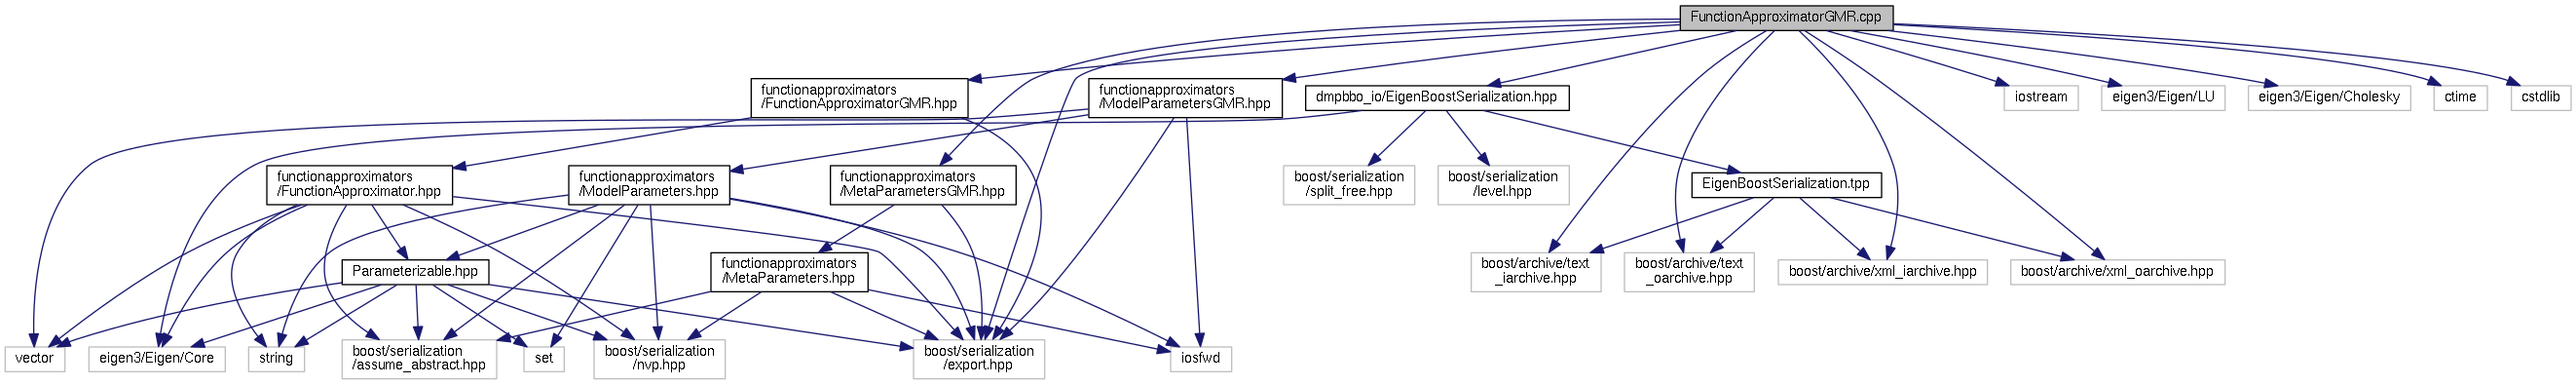 FunctionApproximatorGMR.cpp
functionapproximators
/FunctionApproximatorGMR.hpp
functionapproximators
/ModelParametersGMR.hpp
dmpbbo_io/EigenBoostSerialization.hpp
iostream
eigen3/Eigen/LU
eigen3/Eigen/Cholesky
ctime
cstdlib
functionapproximators
/FunctionApproximator.hpp
functionapproximators
/ModelParameters.hpp
functionapproximators
/MetaParametersGMR.hpp
boost/serialization
/split_free.hpp
boost/serialization
/level.hpp
EigenBoostSerialization.tpp
Parameterizable.hpp
functionapproximators
/MetaParameters.hpp
boost/archive/text
_iarchive.hpp
boost/archive/text
_oarchive.hpp
boost/archive/xml_iarchive.hpp
boost/archive/xml_oarchive.hpp
vector
eigen3/Eigen/Core
string
boost/serialization
/assume_abstract.hpp
set
boost/serialization
/nvp.hpp
boost/serialization
/export.hpp
iosfwd